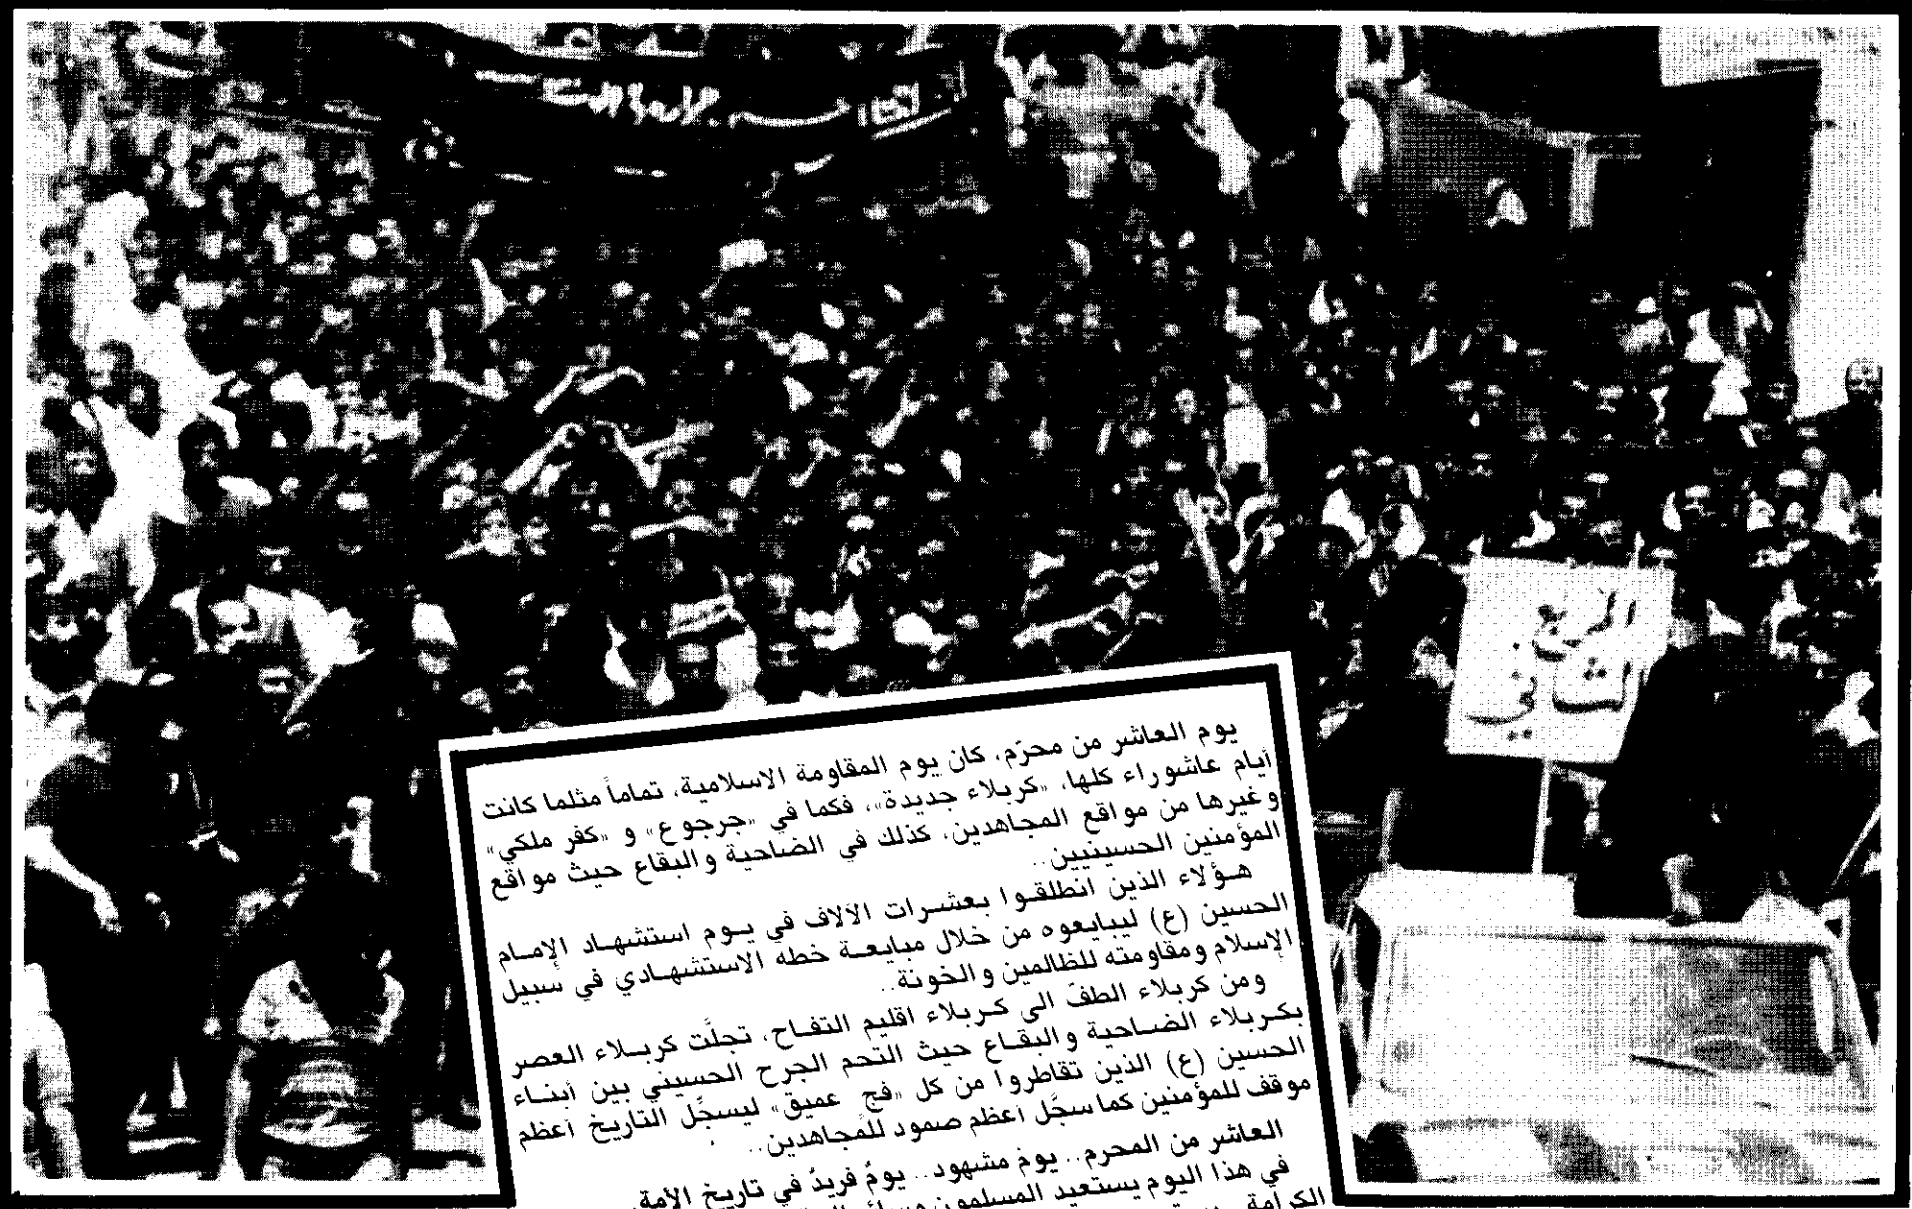 الربيع
الثاني
يوم العاشر من محرّم، كان يوم المقاومة الاسلامية، تماماً مثلما كانت
أيام عاشوراء كلها، «كربلاء جديدة»، فكما في «جرجوع» و «كفر ملكي»
وغيرها من مواقع المجاهدين، كذلك في الضاحية والبقاع حيث مواقع
المؤمنين الحسينيين..
هؤلاء الذين انطلقوا بعشرات الآلاف في يوم استشهاد الإمام
الحسين (ع) ليبايعوه من خلال مبايعة خطه الاستشهادي في سبيل
الإسلام ومقاومته للظالمين والخونة..
ومن كربلاء الطفّ الى كربلاء اقليم التفاح، تجلَّت كربلاء العصر
بكربلاء الضاحية والبقاع حيث التحم الجرح الحسيني بين أبناء
الحسين (ع) الذين تقاطروا من كل «فج عميق» ليسجّل التاريخ أعظم
موقف للمؤمنين كما سجَّل أعظم صمود للمجاهدين..
العاشر من المحرم.. يومٌ مشهود.. يومٌ فريدٌ في تاريخ الأمة.
في هذا اليوم يستعيد المسلمون
الكرامة